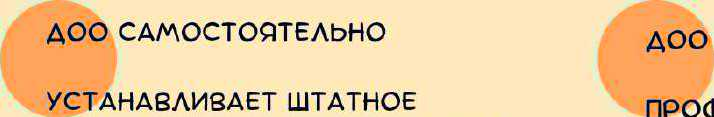 ДОО САМОСТОЯТЕЛЬНО
УСТАНАВЛИВАЕТ ШТАТНОЕ
ДОО